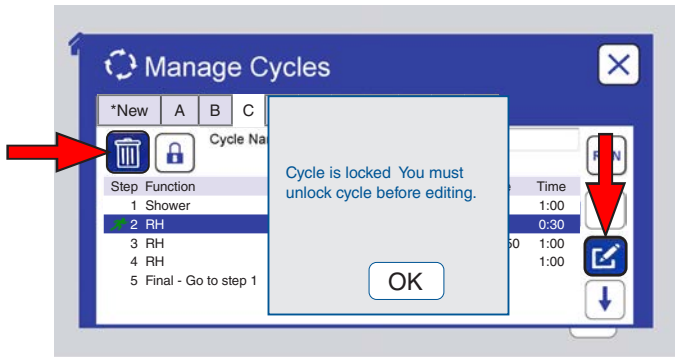 Manage Cycles
*New A B C
Cycle Na
Cycle is locked You must
unlock cycle before editing.
OK
Step Function Time
1 Shower 1:00
2 RH 0:30
3 RH 50 1:00
4 RH 1:00
5 Final - Go to step 1